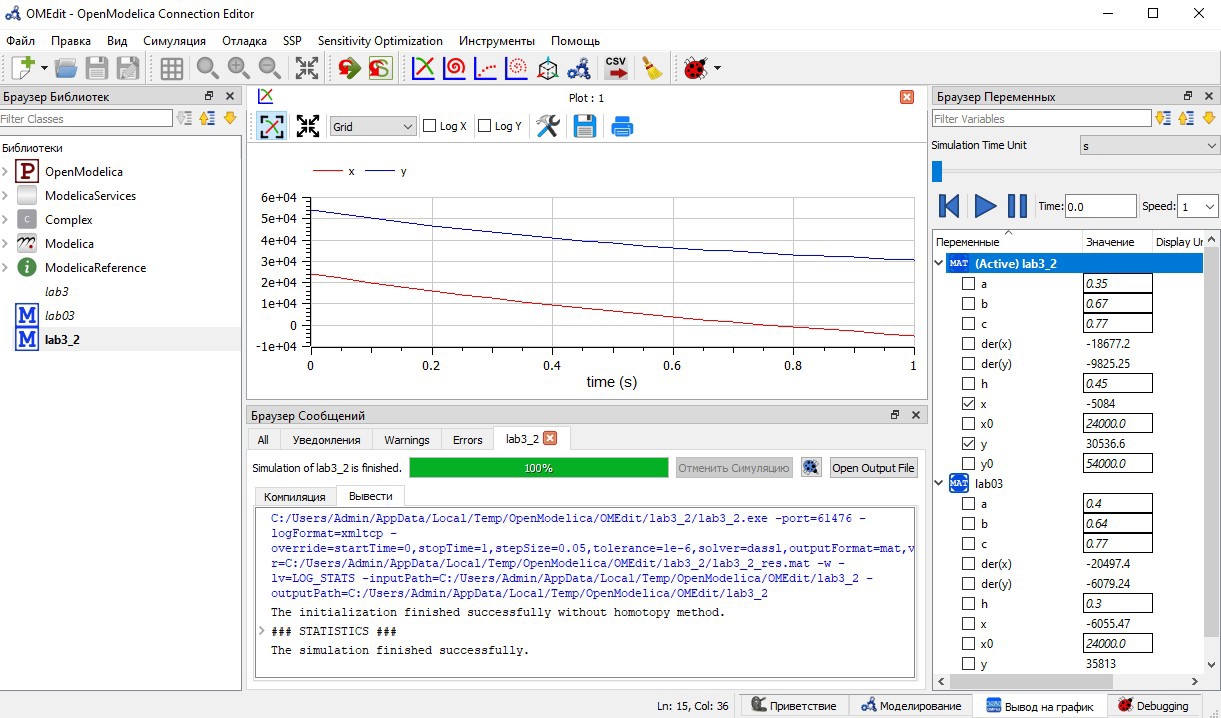 OMEdit - OpenModelica Connection Editor
Файл Правка Вид Симуляция Отладка SSP Sensitivity Optimization Инструменты Помощь
CSV
Браузер Библиотек
Filter Classes
Библиотеки
P OpenModelica
ModelicaServices
C Complex
Modelica
i ModelicaReference
lab3
M lab03
M lab3_2
Plot : 1
Grid Log X Log Y
x y
6e+04
5e+04
4e+04
3e+04
2e+04
1e+04
0
-1e+04
0 0.2 0.4 0.6 0.8 1
time (s)
Браузер Сообщений
All Уведомления Warnings Errors lab3_2
Simulation of lab3_2 is finished. 100% Отменить Симуляцию Open Output File
Компиляция Вывести
C:/Users/Admin/AppData/Local/Temp/OpenModelica/OMEdit/lab3_2/lab3_2.exe -port=61476 -
logFormat=xmltcp -
override=startTime=0,stopTime=1,stepSize=0.05,tolerance=1e-6,solver=dassl,outputFormat=mat,v
r=C:/Users/Admin/AppData/Local/Temp/OpenModelica/OMEdit/lab3_2/lab3_2_res.mat -w -
lv=LOG_STATS -inputPath=C:/Users/Admin/AppData/Local/Temp/OpenModelica/OMEdit/lab3_2 -
outputPath=C:/Users/Admin/AppData/Local/Temp/OpenModelica/OMEdit/lab3_2
The initialization finished successfully without homotopy method.
### STATISTICS ###
The simulation finished successfully.
Браузер Переменных
Filter Variables
Simulation Time Unit s
Time: 0.0 Speed: 1
Переменные Значение Display Ur
MAT (Active) lab3_2
a 0.35
b 0.67
c 0.77
der(x) -18677.2
der(y) -9825.25
h 0.45
x -5084
x0 24000.0
y 30536.6
y0 54000.0
MAT lab03
a 0.4
b 0.64
c 0.77
der(x) -20497.4
der(y) -6079.24
h 0.3
x -6055.47
x0 24000.0
y 35813
Ln: 15, Col: 36 Приветствие Моделирование Вывод на график Debugging